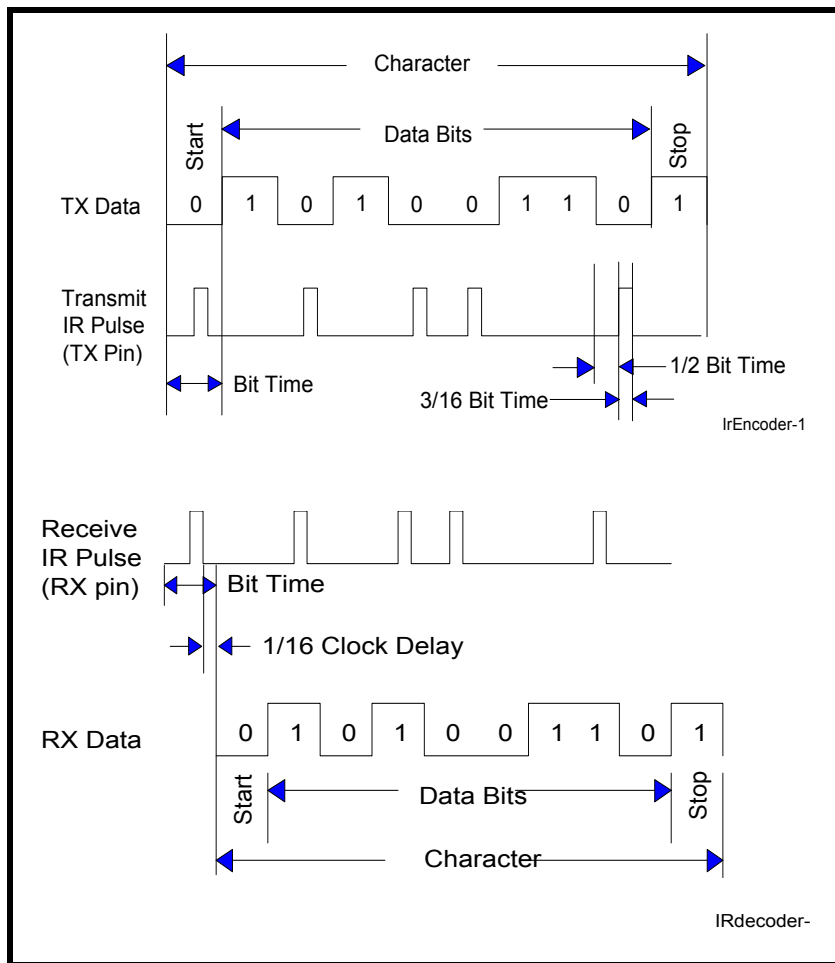 Character
Start
Data Bits
Stop
TX Data
0 1 0 1 0 0 1 1 0 1
Transmit
IR Pulse
(TX Pin)
Bit Time
1/2 Bit Time
3/16 Bit Time
IrEncoder-1
Receive
IR Pulse
(RX pin)
Bit Time
1/16 Clock Delay
RX Data
0 1 0 1 0 0 1 1 0 1
Start
Data Bits
Stop
Character
IRdecoder-